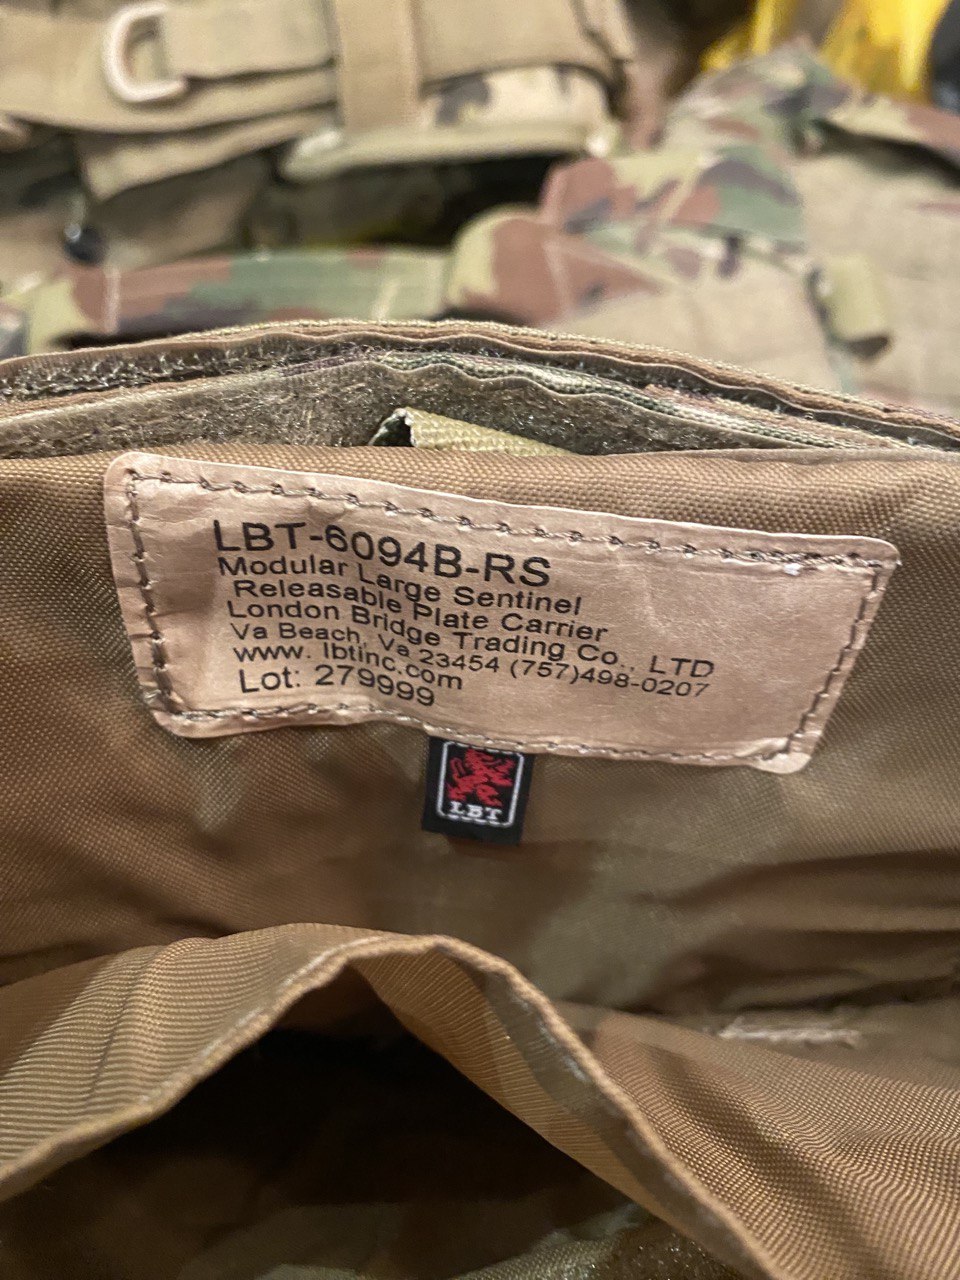 LBT-6094B-RS
Modular Large Sentinel
Releasable Plate Carrier
London Bridge Trading Co., LTD
Va Beach, Va 23454 (757)498-0207
www. lbtinc.com
Lot: 279999
LBT